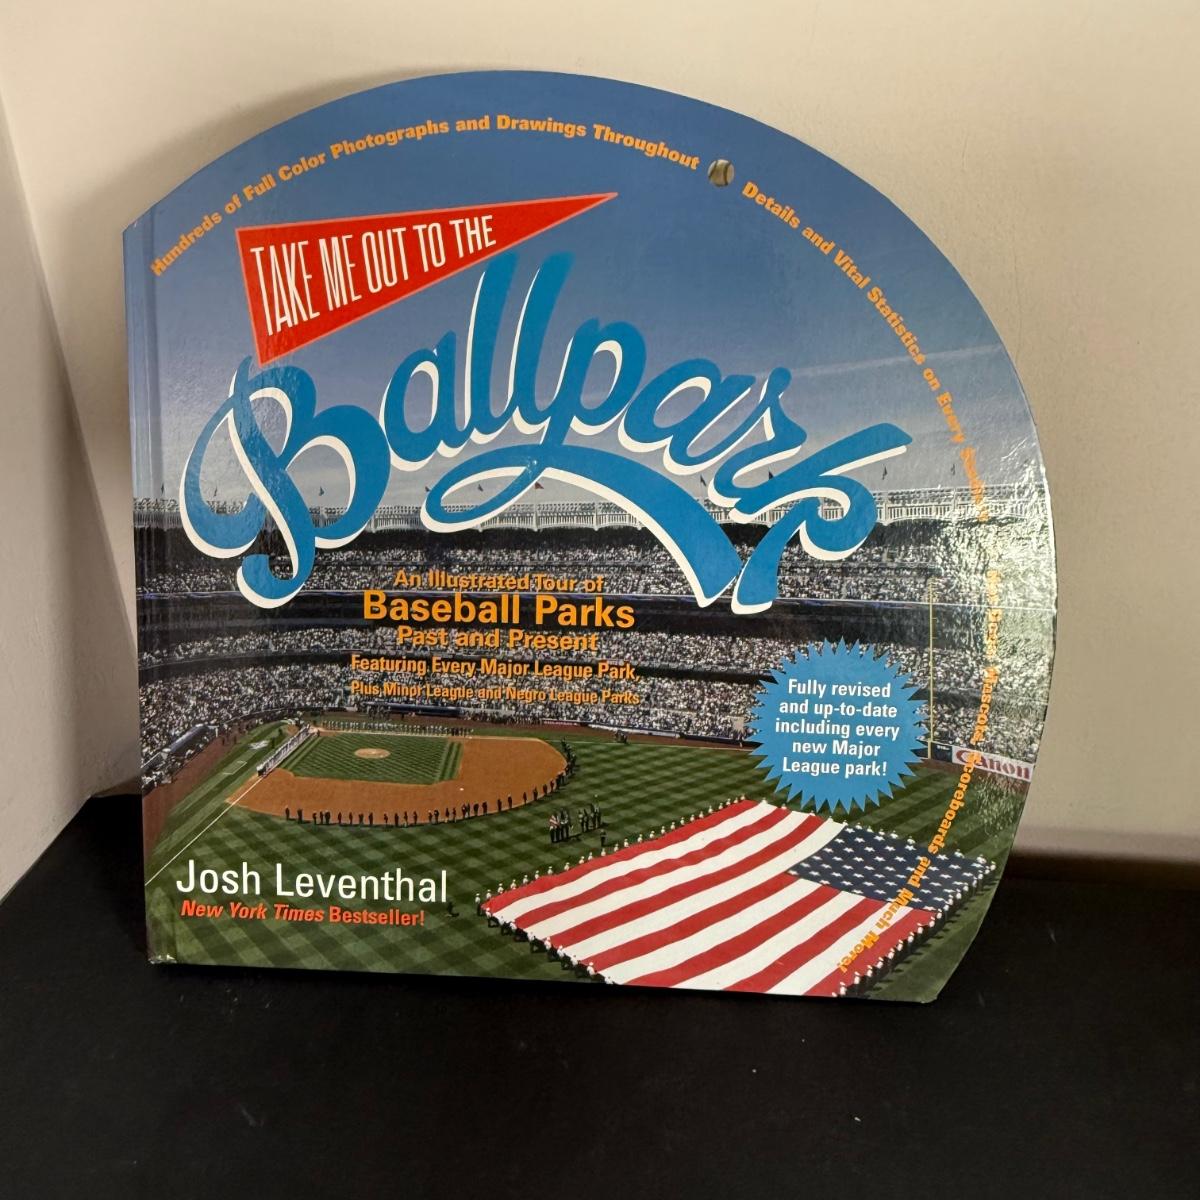 Hundreds of Full Color Photographs and Drawings Throughout
Details and Vital Statistics on Every
Mascots, Scoreboards and Much More!
TAKE ME OUT TO THE
Ballpark
An Illustrated Tour of
Baseball Parks
Past and Present
Featuring Every Major League Park,
Plus Minor League and Negro League Parks
Fully revised
and up-to-date
including every
new Major
League park!
Canon
Josh Leventhal
New York Times Bestseller!